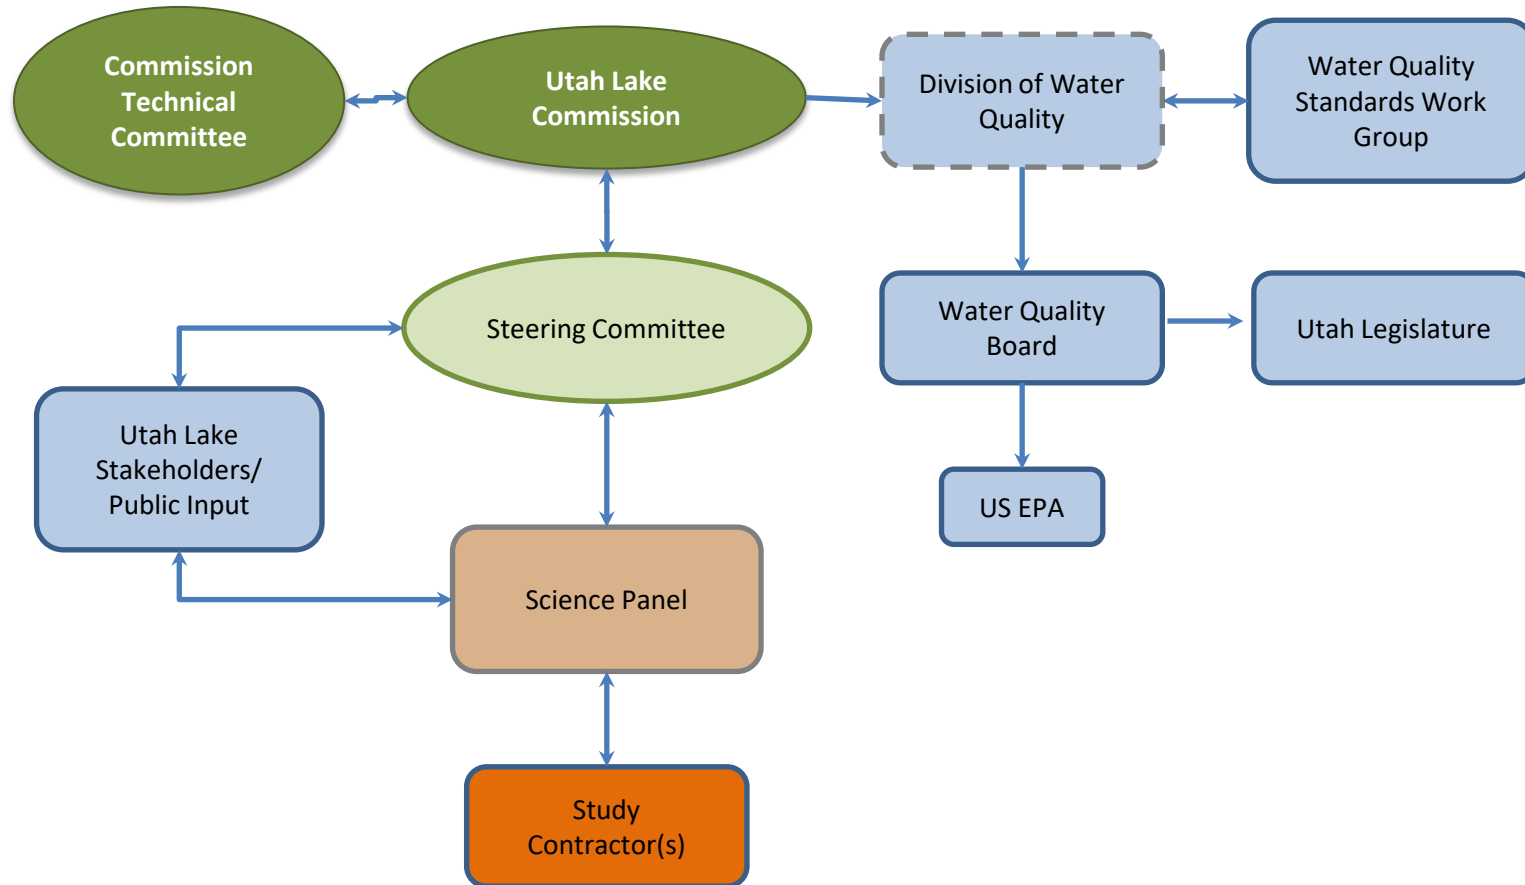 Commission
Technical
Committee
Utah Lake
Commission
Division of Water
Quality
Water Quality
Standards Work
Group
Steering Committee
Water Quality
Board
Utah Legislature
Utah Lake
Stakeholders/
Public Input
US EPA
Science Panel
Study
Contractor(s)